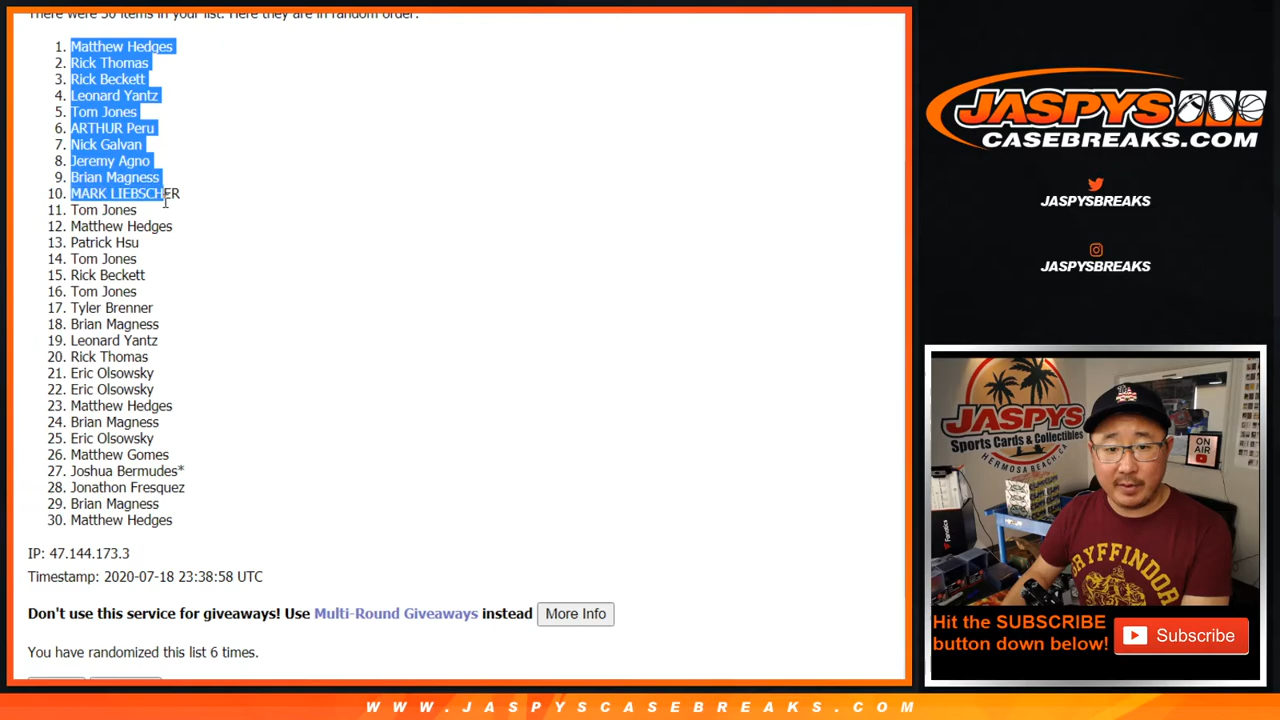 There were 30 items in your list. Here they are in random order:
1. Matthew Hedges
2. Rick Thomas
3. Rick Beckett
4. Leonard Yantz
5. Tom Jones
6. ARTHUR Peru
7. Nick Galvan
8. Jeremy Agno
9. Brian Magness
10. MARK LIEBSCHER
11. Tom Jones
12. Matthew Hedges
13. Patrick Hsu
14. Tom Jones
15. Rick Beckett
16. Tom Jones
17. Tyler Brenner
18. Brian Magness
19. Leonard Yantz
20. Rick Thomas
21. Eric Olsowsky
22. Eric Olsowsky
23. Matthew Hedges
24. Brian Magness
25. Eric Olsowsky
26. Matthew Gomes
27. Joshua Bermudes*
28. Jonathon Fresquez
29. Brian Magness
30. Matthew Hedges
IP: 47.144.173.3
Timestamp: 2020-07-18 23:38:58 UTC
Don't use this service for giveaways! Use Multi-Round Giveaways instead More Info
You have randomized this list 6 times.
JASPYS
CASEBREAKS.COM
JASPYSBREAKS
JASPYSBREAKS
JASPYS
Sports Cards & Collectibles
HERMOSA BEACH, CA
ON
AIR
Fanatics
GRYFFINDOR
Hit the SUBSCRIBE
button down below!
Subscribe
WWW.JASPYSCASEBREAKS.COM